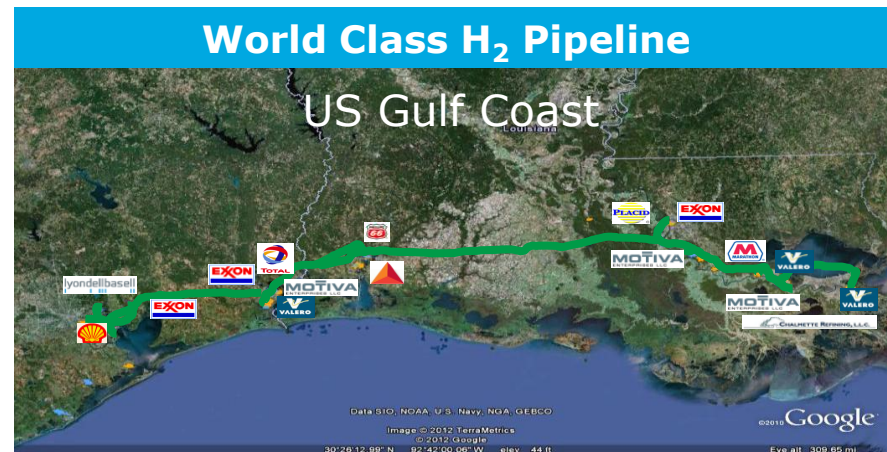 World Class H₂ Pipeline
US Gulf Coast
Louisiana
PLACID
EXXON
66
MARATHON
TOTAL
EXXON
MOTIVA
ENTERPRISES LLC
VALERO
lyondellbasell
MOTIVA
ENTERPRISES LLC
EXXON
VALERO
MOTIVA
ENTERPRISES LLC
VALERO
CHALMETTE REFINING, L.L.C.
Data SIO, NOAA, U.S. Navy, NGA, GEBCO
Image © 2012 TerraMetrics
© 2012 Google
©2010 Google
30°26'12.99" N 92°42'00.06" W elev 44 ft
Eye alt 309.65 mi